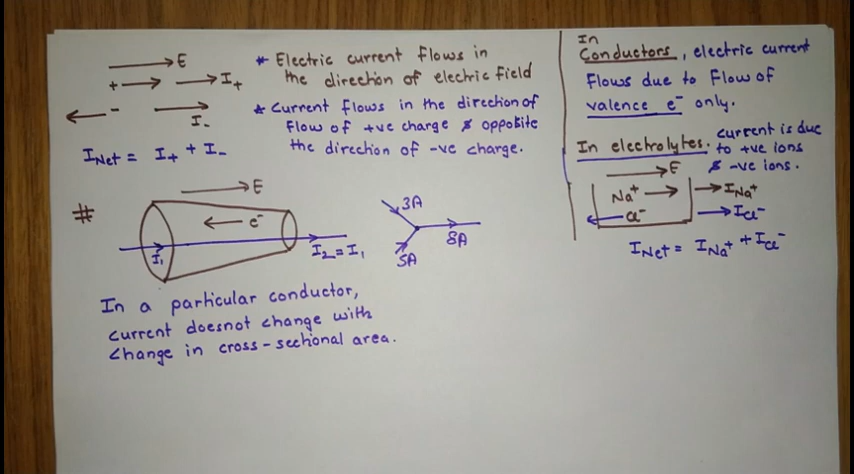 E
+ I+
- I-
INet = I+ + I-
* Electric current flows in
the direction of electric field
* Current flows in the direction of
flow of +ve charge & oppobite
the direction of -ve charge.
# E
e-
I1 I2 = I1
3A
5A 8A
In a particular conductor,
current doesnot change with
change in cross-sectional area.
In
Conductors, electric current
flows due to flow of
valence e- only.
In electrolytes. current is due
to +ve ions
& -ve ions.
E
Na+ INa+
Cl- ICl-
INet = INa+ + ICl-